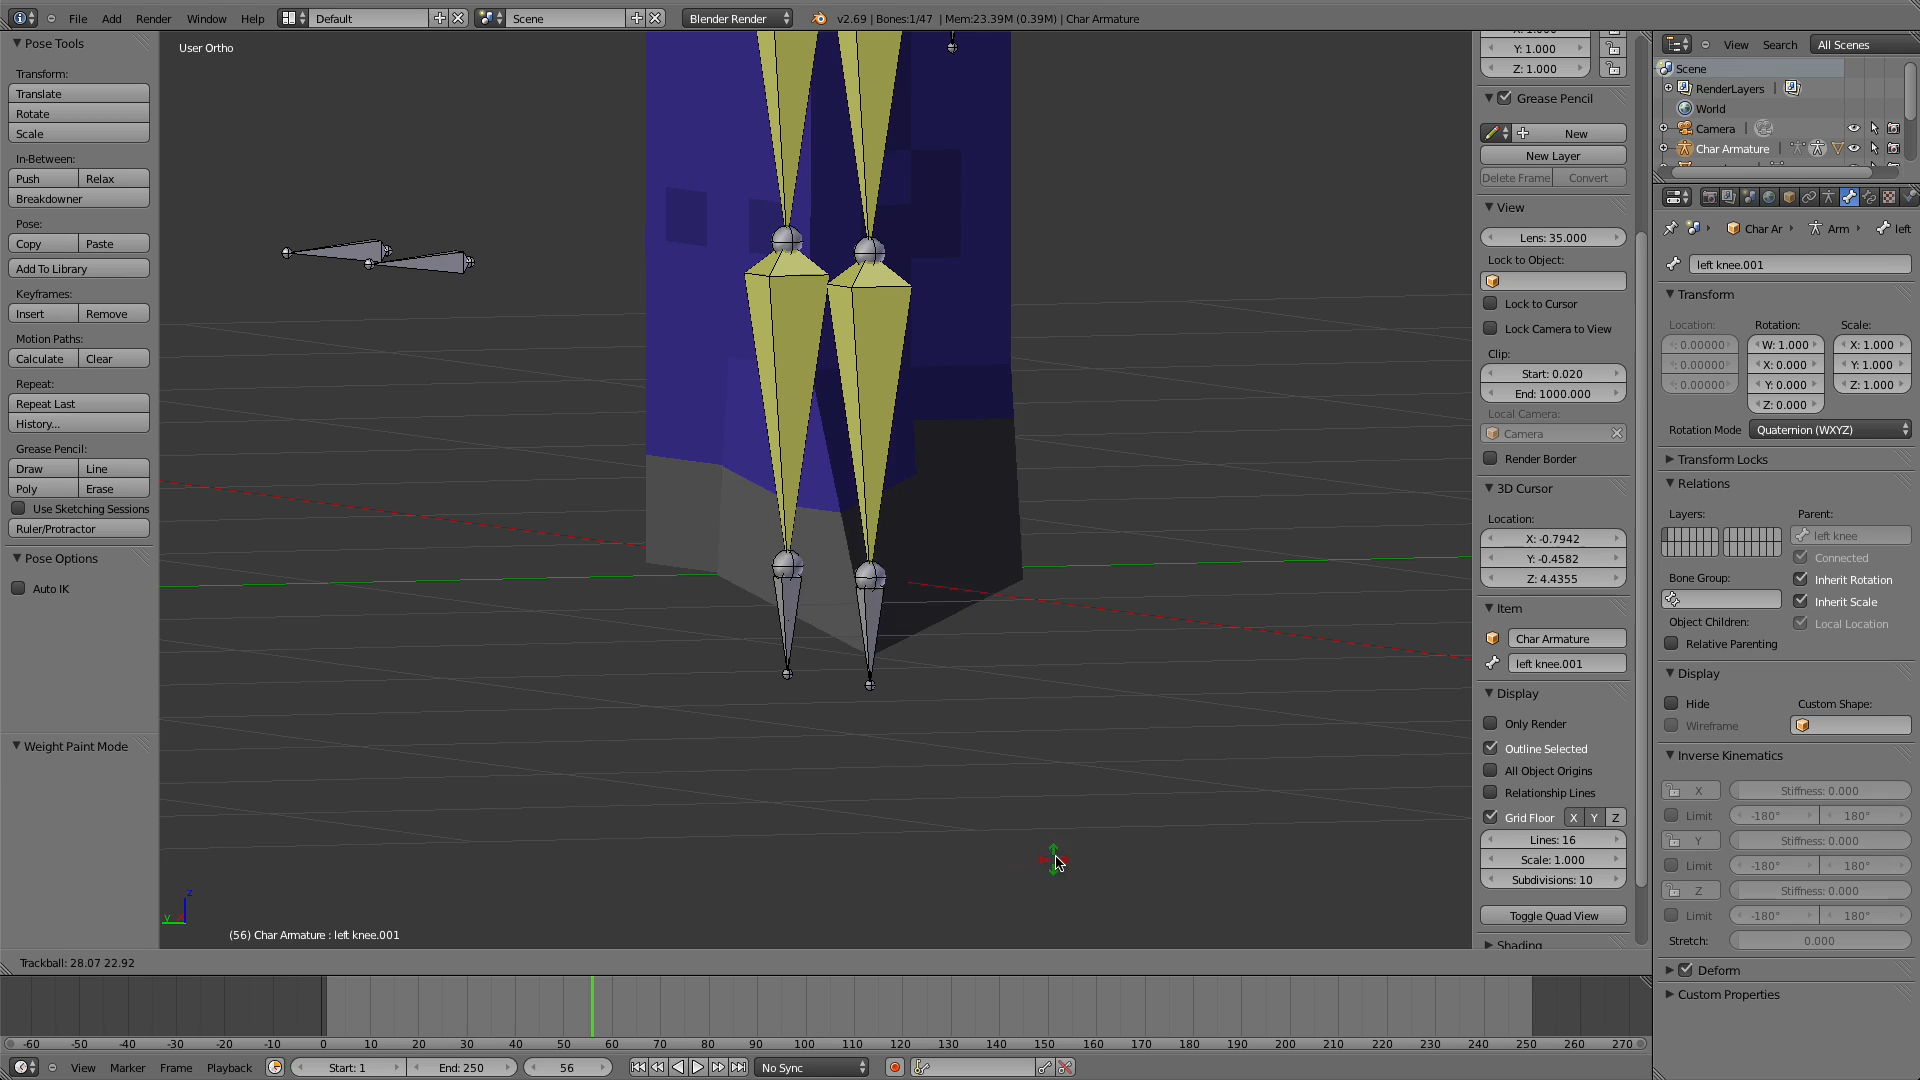 File Add Render Window Help Default Scene Blender Render v2.69 | Bones:1/47 | Mem:23.39M (0.39M) | Char Armature
Pose Tools
Transform:
Translate
Rotate
Scale
In-Between:
Push Relax
Breakdowner
Pose:
Copy Paste
Add To Library
Keyframes:
Insert Remove
Motion Paths:
Calculate Clear
Repeat:
Repeat Last
History...
Grease Pencil:
Draw Line
Poly Erase
Use Sketching Sessions
Ruler/Protractor
Pose Options
Auto IK
Weight Paint Mode
User Ortho
z
y
(56) Char Armature : left knee.001
Trackball: 28.07 22.92
Y: 1.000
Z: 1.000
Grease Pencil
New
New Layer
Delete Frame Convert
View
Lens: 35.000
Lock to Object:
Lock to Cursor
Lock Camera to View
Clip:
Start: 0.020
End: 1000.000
Local Camera:
Camera
Render Border
3D Cursor
Location:
X: -0.7942
Y: -0.4582
Z: 4.4355
Item
Char Armature
left knee.001
Display
Only Render
Outline Selected
All Object Origins
Relationship Lines
Grid Floor X Y Z
Lines: 16
Scale: 1.000
Subdivisions: 10
Toggle Quad View
Shading
View Search All Scenes
Scene
RenderLayers |
World
Camera |
Char Armature |
Char Ar Arm left
left knee.001
Transform
Location: Rotation: Scale:
: 0.00000 W: 1.000 X: 1.000
: 0.00000 X: 0.000 Y: 1.000
: 0.00000 Y: 0.000 Z: 1.000
Z: 0.000
Rotation Mode Quaternion (WXYZ)
Transform Locks
Relations
Layers: Parent:
left knee
Connected
Bone Group: Inherit Rotation
Inherit Scale
Object Children: Local Location
Relative Parenting
Display
Hide Custom Shape:
Wireframe
Inverse Kinematics
X Stiffness: 0.000
Limit -180° 180°
Y Stiffness: 0.000
Limit -180° 180°
Z Stiffness: 0.000
Limit -180° 180°
Stretch: 0.000
Deform
Custom Properties
-60 -50 -40 -30 -20 -10 0 10 20 30 40 50 60 70 80 90 100 110 120 130 140 150 160 170 180 190 200 210 220 230 240 250 260 270
View Marker Frame Playback Start: 1 End: 250 56 No Sync